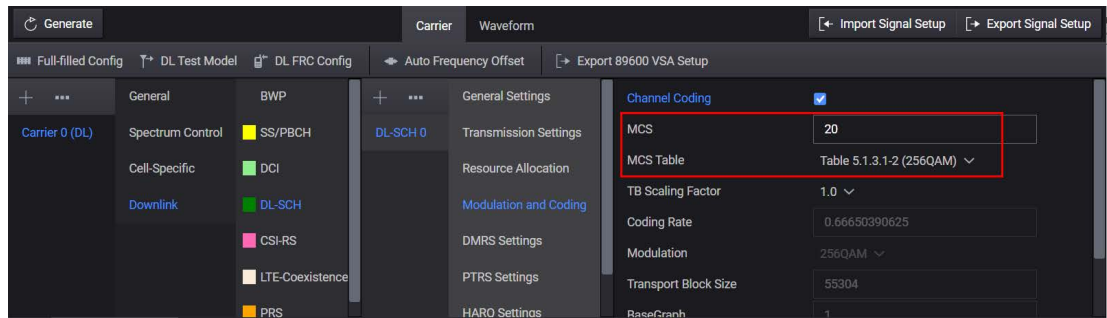 Generate
Carrier
Waveform
Import Signal Setup
Export Signal Setup
Full-filled Config
DL Test Model
DL FRC Config
Auto Frequency Offset
Export 89600 VSA Setup
Carrier 0 (DL)
General
Spectrum Control
Cell-Specific
Downlink
BWP
SS/PBCH
DCI
DL-SCH
CSI-RS
LTE-Coexistence
PRS
DL-SCH 0
General Settings
Transmission Settings
Resource Allocation
Modulation and Coding
DMRS Settings
PTRS Settings
HARQ Settings
Channel Coding
MCS 20
MCS Table Table 5.1.3.1-2 (256QAM)
TB Scaling Factor 1.0
Coding Rate 0.66650390625
Modulation 256QAM
Transport Block Size 55304
BaseGraph 1